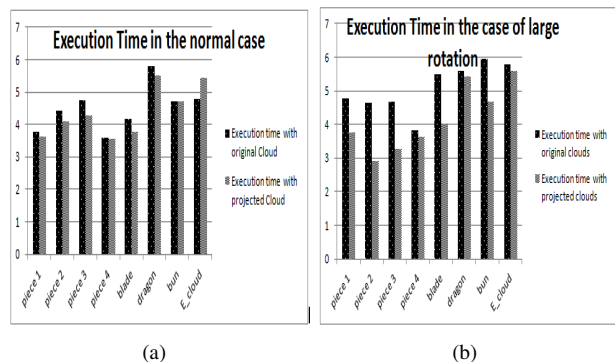 Execution Time in the normal case
7
6
5
4
3
2
1
0
piece 1
piece 2
piece 3
piece 4
blade
dragon
bun
E_cloud
Execution time with
original Cloud
Execution time with
projected Cloud
(a)
Execution Time in the case of large
rotation
7
6
5
4
3
2
1
0
piece 1
piece 2
piece 3
piece 4
blade
dragon
bun
E_cloud
Execution time with
original clouds
Execution time with
projected clouds
(b)